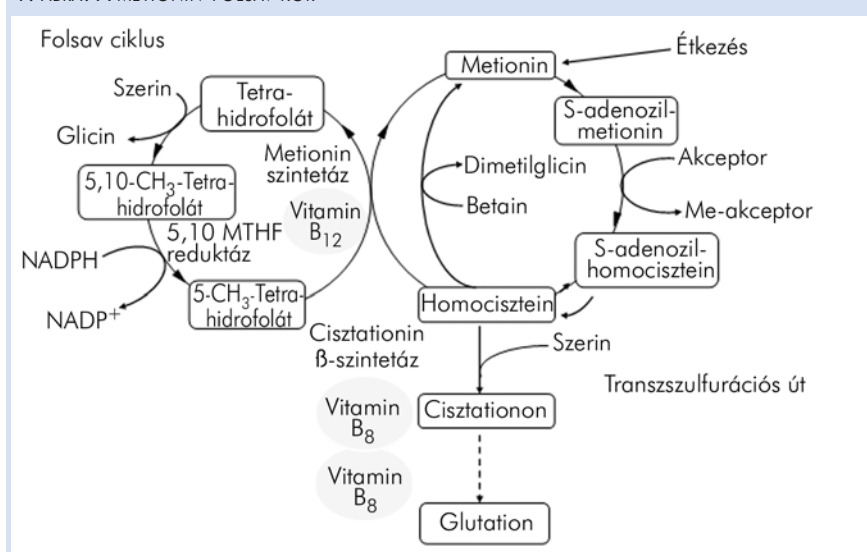 Folsav ciklus
Szerin
Glicin
Tetra-
hidrofolát
5,10-CH₃-Tetra-
hidrofolát
NADPH
NADP⁺
5,10 MTHF
reduktáz
5-CH₃-Tetra-
hidrofolát
Metionin
szintetáz
Vitamin
B₁₂
Metionin
Étkezés
S-adenozil-
metionin
Akceptor
Me-akceptor
Dimetilglicin
Betain
S-adenozil-
homocisztein
Homocisztein
Cisztationin
ß-szintetáz
Szerin
Transzszulfurációs út
Vitamin
B₈
Cisztationon
Vitamin
B₈
Glutation